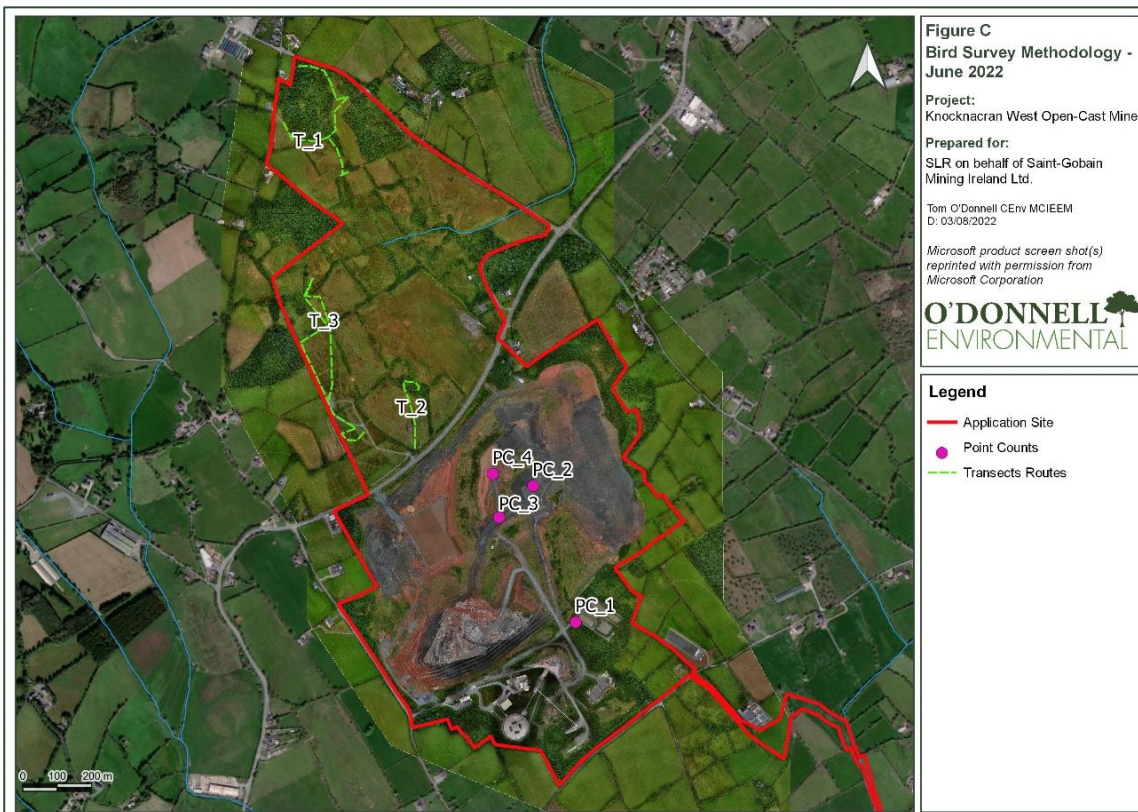 Figure C
Bird Survey Methodology -
June 2022
Project:
Knocknacran West Open-Cast Mine
Prepared for:
SLR on behalf of Saint-Gobain
Mining Ireland Ltd.
Tom O'Donnell CEnv MCIEEM
D: 03/08/2022
Microsoft product screen shot(s)
reprinted with permission from
Microsoft Corporation
O'DONNELL
ENVIRONMENTAL
Legend
Application Site
Point Counts
Transects Routes
T_1
T_3
T_2
PC_4
PC_2
PC_3
PC_1
0 100 200 m